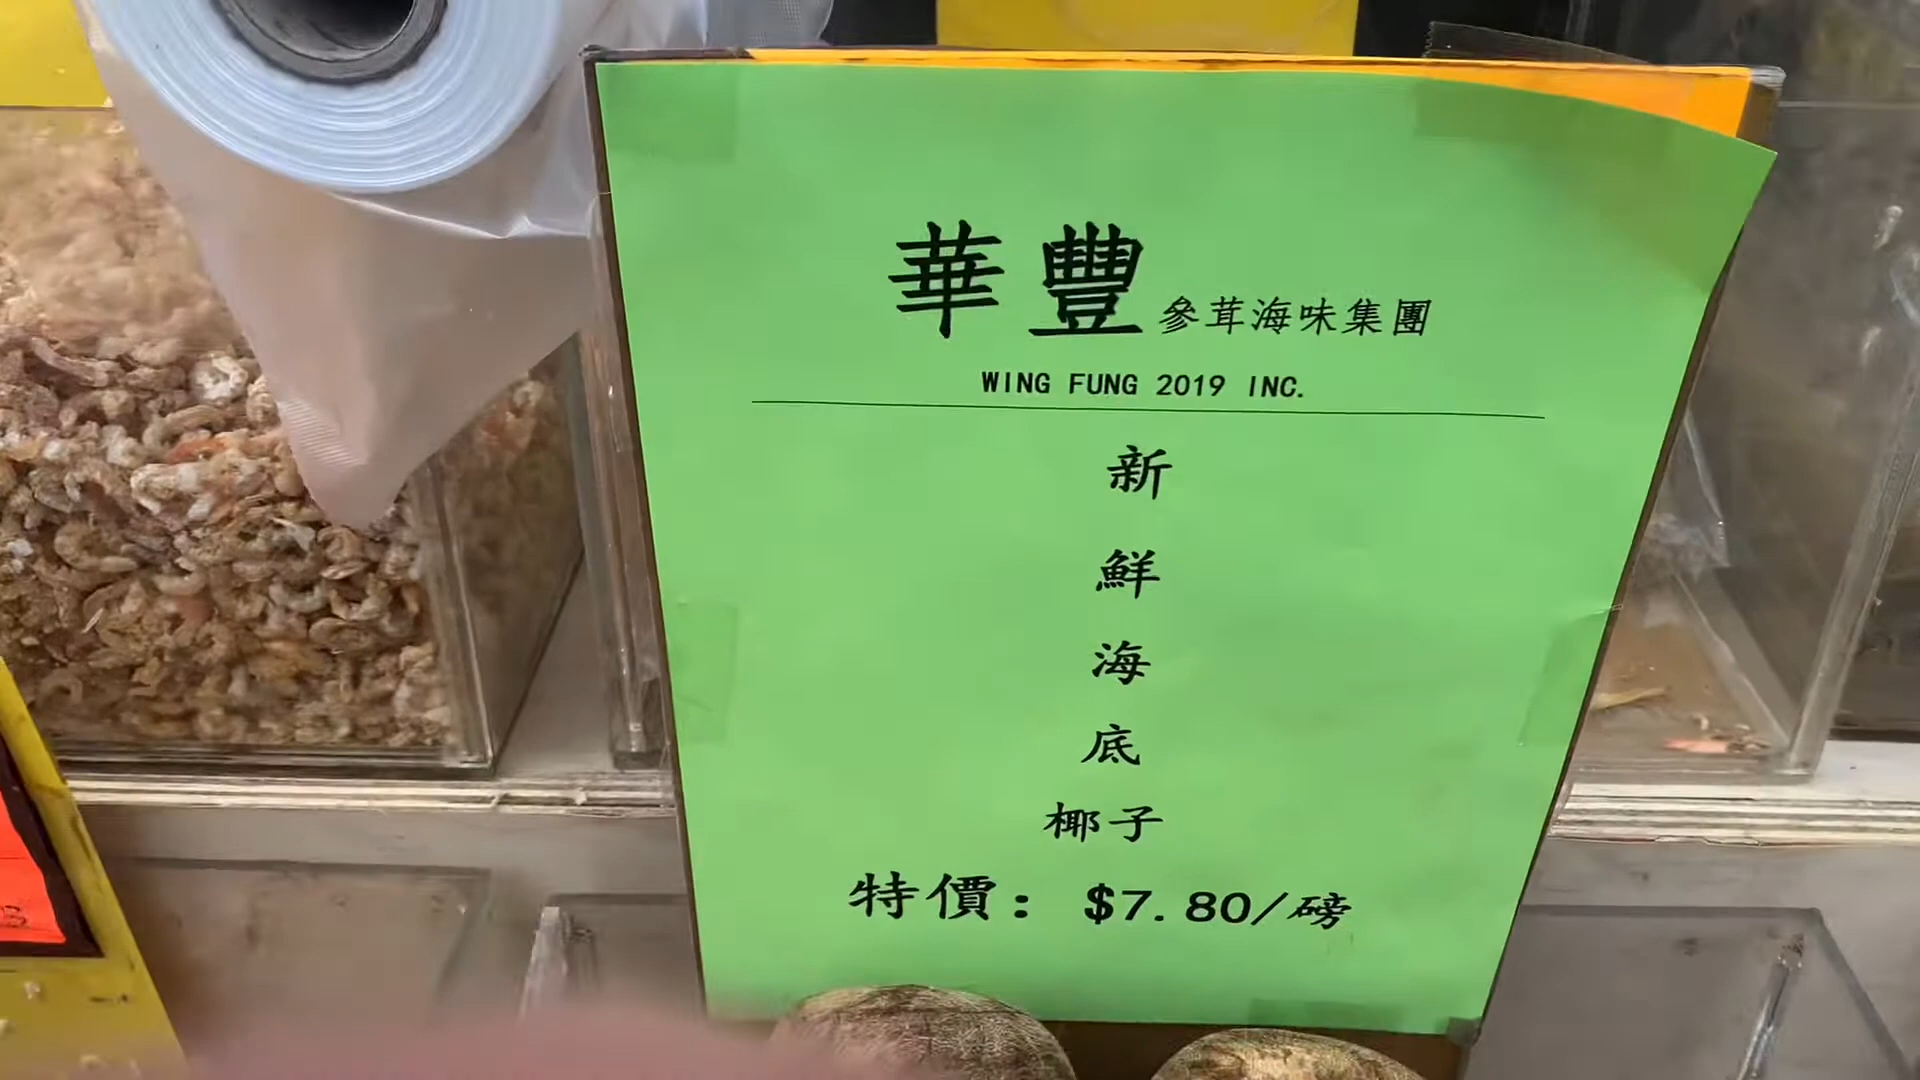 華豐參茸海味集團
WING FUNG 2019 INC.
新
鮮
海
底
椰子
特價: $7.80/磅